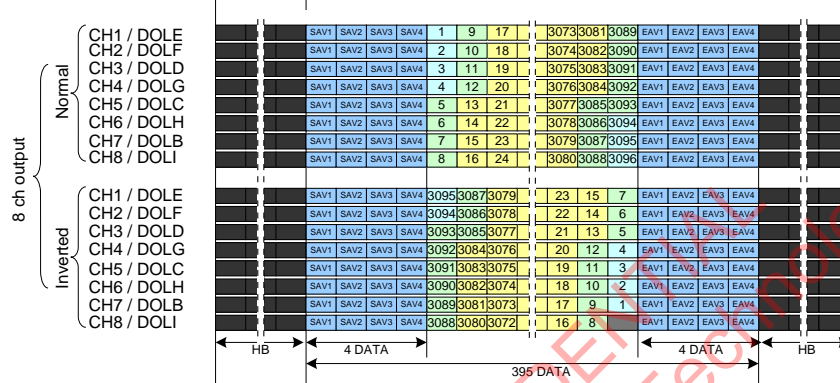 8 ch output
Normal
CH1 / DOLE SAV1 SAV2 SAV3 SAV4 1 9 17 3073 3081 3089 EAV1 EAV2 EAV3 EAV4
CH2 / DOLF SAV1 SAV2 SAV3 SAV4 2 10 18 3074 3082 3090 EAV1 EAV2 EAV3 EAV4
CH3 / DOLD SAV1 SAV2 SAV3 SAV4 3 11 19 3075 3083 3091 EAV1 EAV2 EAV3 EAV4
CH4 / DOLG SAV1 SAV2 SAV3 SAV4 4 12 20 3076 3084 3092 EAV1 EAV2 EAV3 EAV4
CH5 / DOLC SAV1 SAV2 SAV3 SAV4 5 13 21 3077 3085 3093 EAV1 EAV2 EAV3 EAV4
CH6 / DOLH SAV1 SAV2 SAV3 SAV4 6 14 22 3078 3086 3094 EAV1 EAV2 EAV3 EAV4
CH7 / DOLB SAV1 SAV2 SAV3 SAV4 7 15 23 3079 3087 3095 EAV1 EAV2 EAV3 EAV4
CH8 / DOLI SAV1 SAV2 SAV3 SAV4 8 16 24 3080 3088 3096 EAV1 EAV2 EAV3 EAV4
Inverted
CH1 / DOLE SAV1 SAV2 SAV3 SAV4 3095 3087 3079 23 15 7 EAV1 EAV2 EAV3 EAV4
CH2 / DOLF SAV1 SAV2 SAV3 SAV4 3094 3086 3078 22 14 6 EAV1 EAV2 EAV3 EAV4
CH3 / DOLD SAV1 SAV2 SAV3 SAV4 3093 3085 3077 21 13 5 EAV1 EAV2 EAV3 EAV4
CH4 / DOLG SAV1 SAV2 SAV3 SAV4 3092 3084 3076 20 12 4 EAV1 EAV2 EAV3 EAV4
CH5 / DOLC SAV1 SAV2 SAV3 SAV4 3091 3083 3075 19 11 3 EAV1 EAV2 EAV3 EAV4
CH6 / DOLH SAV1 SAV2 SAV3 SAV4 3090 3082 3074 18 10 2 EAV1 EAV2 EAV3 EAV4
CH7 / DOLB SAV1 SAV2 SAV3 SAV4 3089 3081 3073 17 9 1 EAV1 EAV2 EAV3 EAV4
CH8 / DOLI SAV1 SAV2 SAV3 SAV4 3088 3080 3072 16 8 EAV1 EAV2 EAV3 EAV4
HB 4 DATA 4 DATA HB
395 DATA
DENTIAL
echnolo